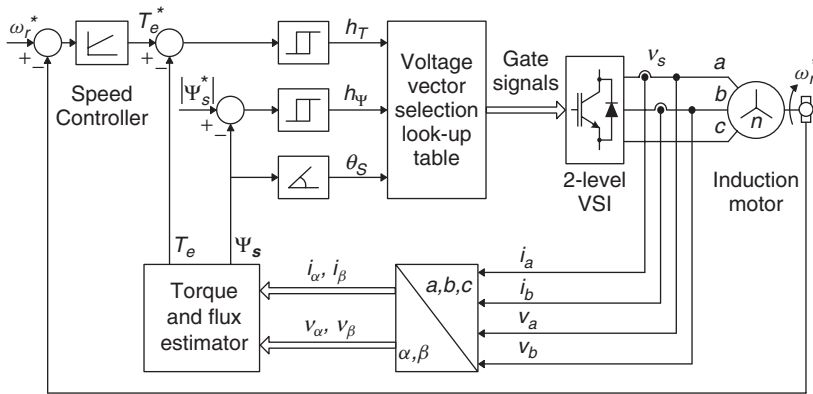 ω_r^*
+
−
Speed
Controller
T_e^*
+
−
|Ψ_s^*|
+
−
h_T
h_Ψ
θ_S
Voltage
vector
selection
look-up
table
Gate
signals
2-level
VSI
v_s
a
b
c
n
Induction
motor
T_e
Ψ_s
Torque
and flux
estimator
i_α, i_β
v_α, v_β
a,b,c
α,β
i_a
i_b
v_a
v_b